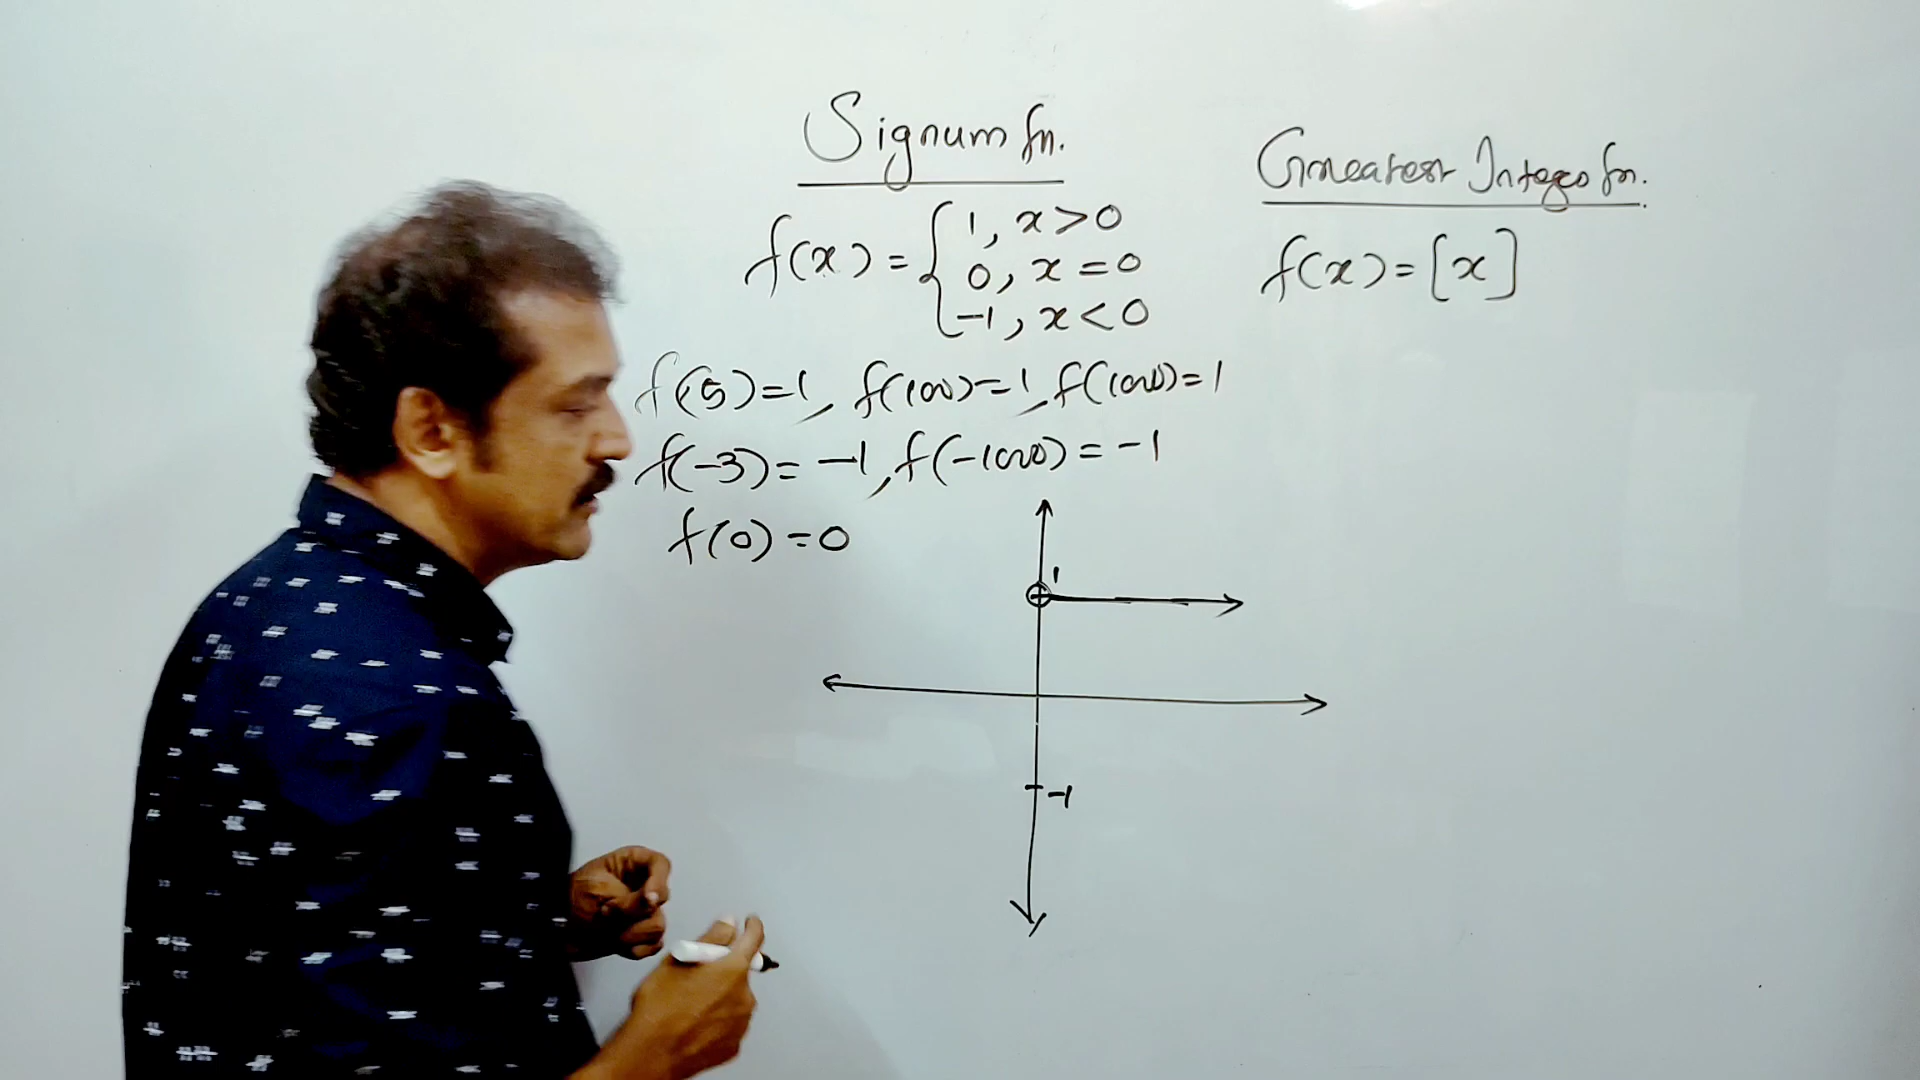 Signum fn.
f(x) = { 1, x > 0
0, x = 0
-1, x < 0
f(5) = 1, f(100) = 1, f(1000) = 1
f(-3) = -1, f(-1000) = -1
f(0) = 0
1
-1
Greatest Integer fn.
f(x) = [x]